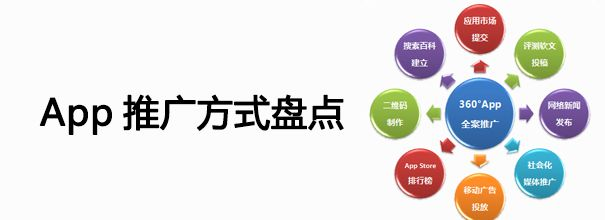 App 推广方式盘点
360°App
全案推广
应用市场
提交
评测软文
投稿
网络新闻
发布
社会化
媒体推广
移动广告
投放
App Store
排行榜
二维码
制作
搜索百科
建立